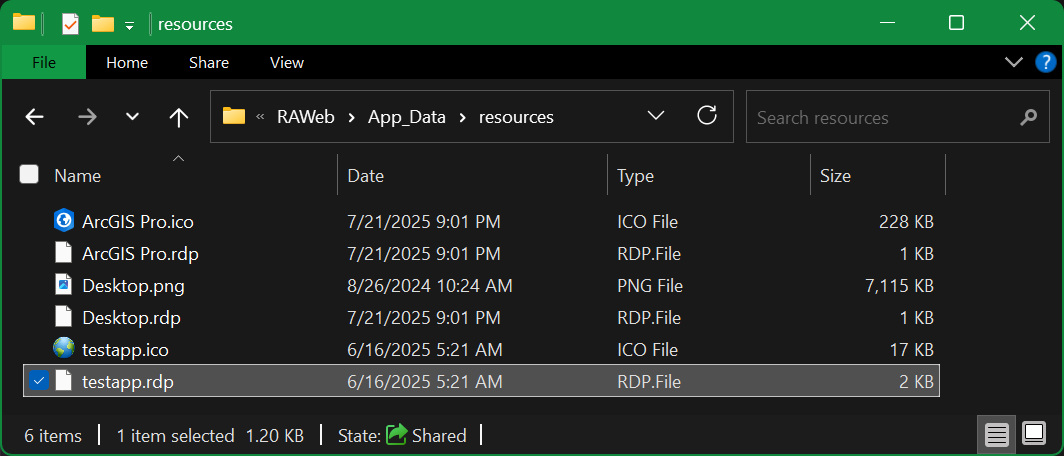 resources
File Home Share View
« RAWeb > App_Data > resources Search resources
Name Date Type Size
ArcGIS Pro.ico 7/21/2025 9:01 PM ICO File 228 KB
ArcGIS Pro.rdp 7/21/2025 9:01 PM RDP.File 1 KB
Desktop.png 8/26/2024 10:24 AM PNG File 7,115 KB
Desktop.rdp 7/21/2025 9:01 PM RDP.File 1 KB
testapp.ico 6/16/2025 5:21 AM ICO File 17 KB
testapp.rdp 6/16/2025 5:21 AM RDP.File 2 KB
6 items 1 item selected 1.20 KB State: Shared